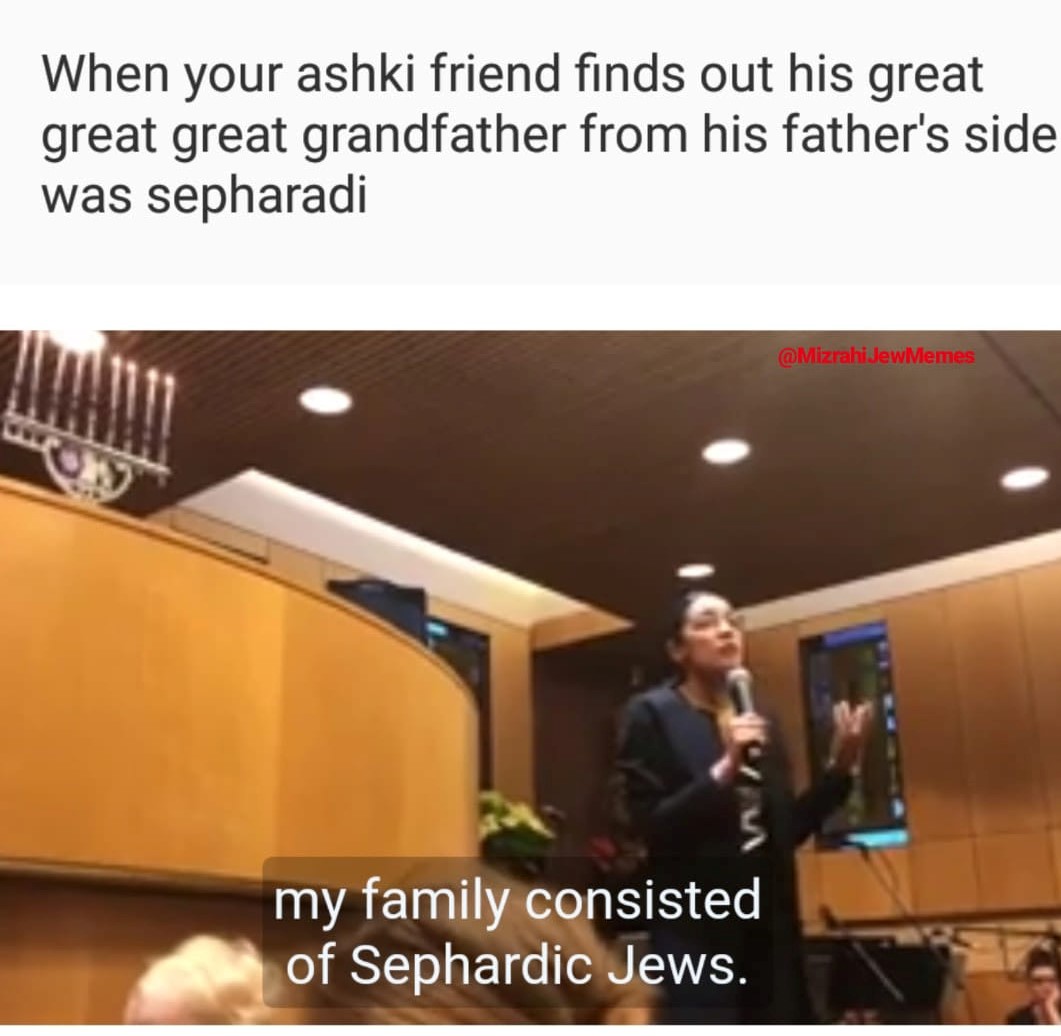 When your ashki friend finds out his great
great great grandfather from his father's side
was sepharadi
@MizrahiJewMemes
my family consisted
of Sephardic Jews.